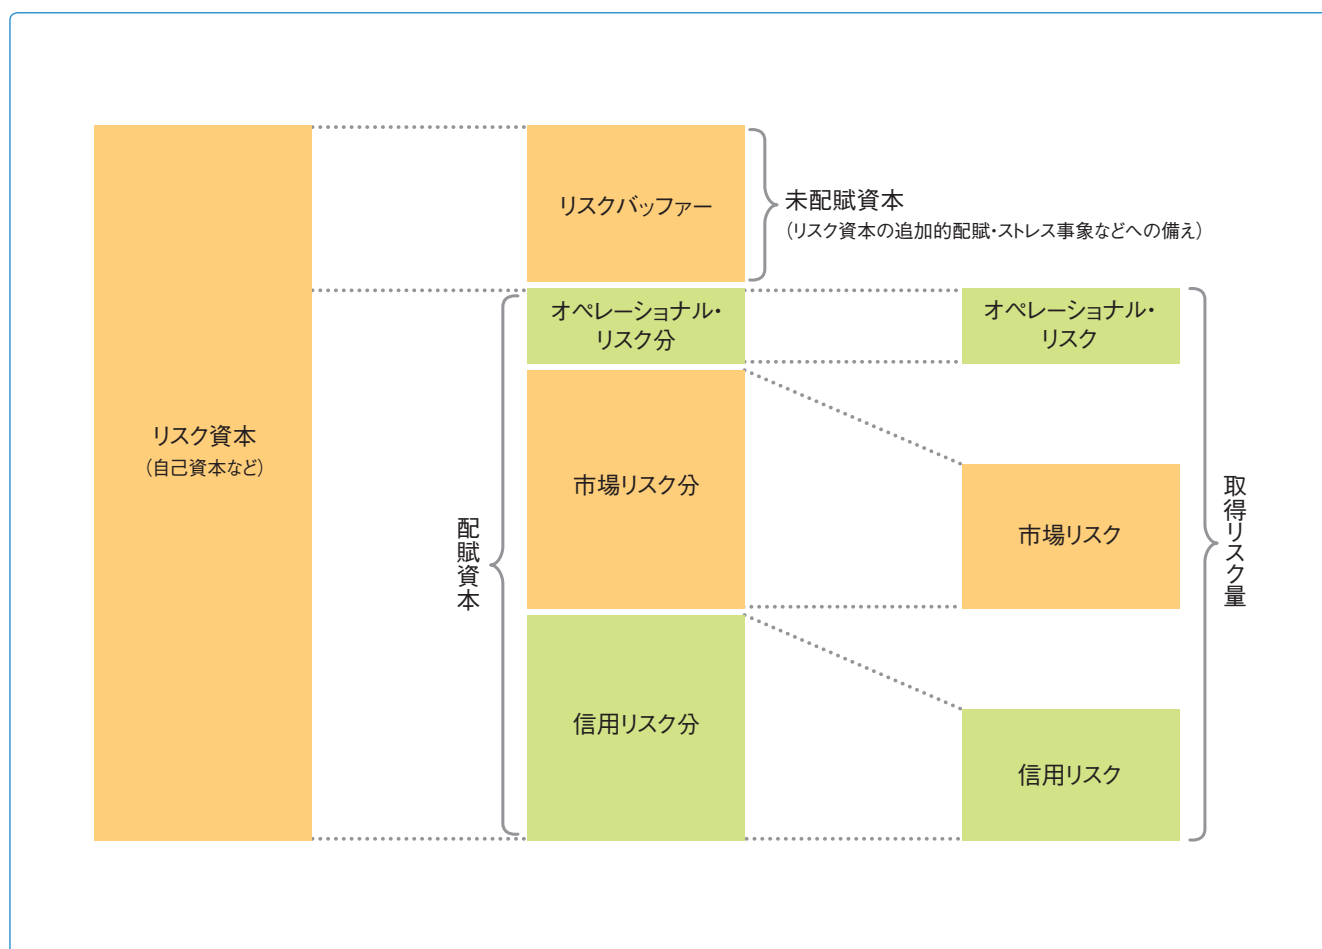 リスクバッファー
未配賦資本
(リスク資本の追加的配賦・ストレス事象などへの備え)
オペレーショナル・
リスク分
オペレーショナル・
リスク
リスク資本
(自己資本など)
市場リスク分
配賦資本
市場リスク
取得リスク量
信用リスク分
信用リスク